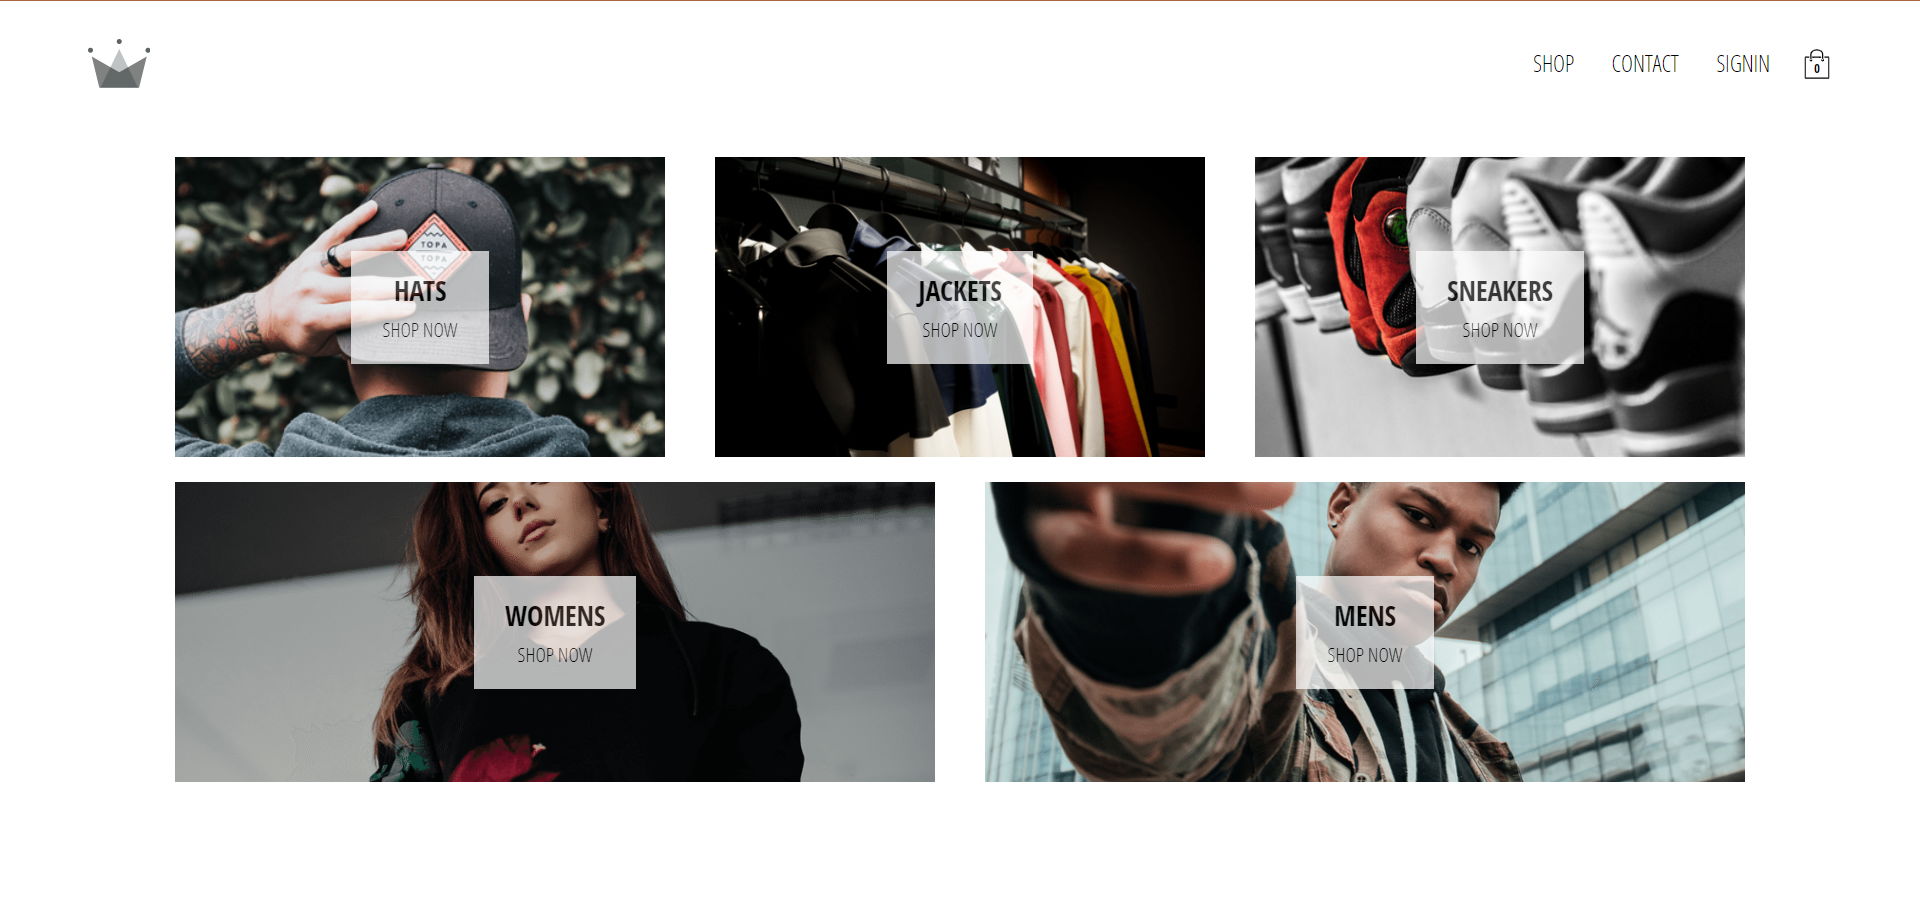 SHOP CONTACT SIGNIN 0
TOPA
TOPA
HATS
SHOP NOW
JACKETS
SHOP NOW
SNEAKERS
SHOP NOW
WOMENS
SHOP NOW
MENS
SHOP NOW